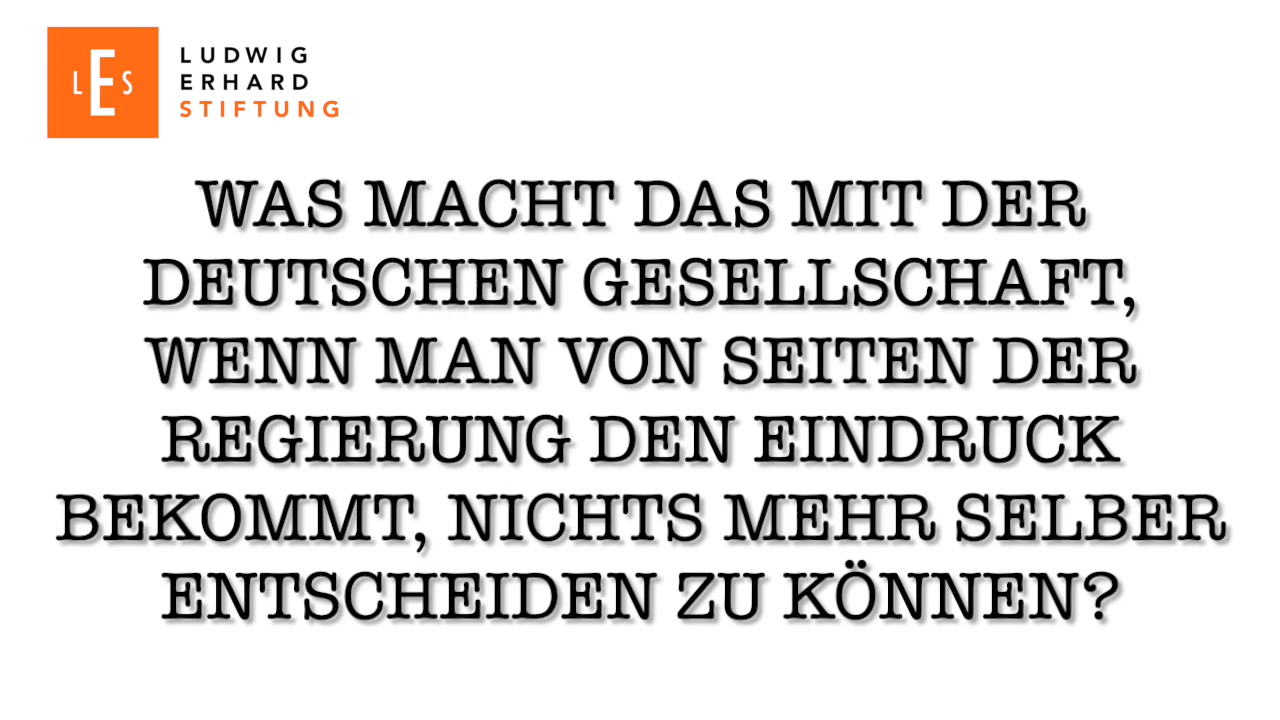 LES
LUDWIG
ERHARD
STIFTUNG
WAS MACHT DAS MIT DER
DEUTSCHEN GESELLSCHAFT,
WENN MAN VON SEITEN DER
REGIERUNG DEN EINDRUCK
BEKOMMT, NICHTS MEHR SELBER
ENTSCHEIDEN ZU KÖNNEN?